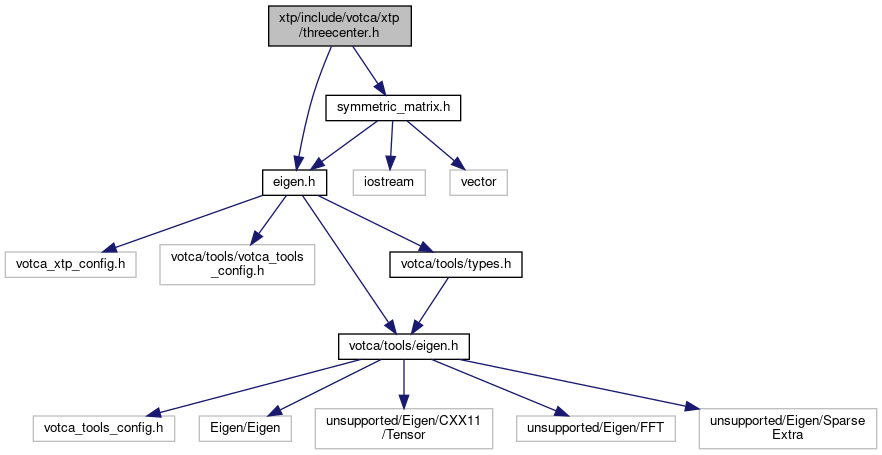 xtp/include/votca/xtp
/threecenter.h
symmetric_matrix.h
eigen.h
iostream
vector
votca_xtp_config.h
votca/tools/votca_tools
_config.h
votca/tools/types.h
votca/tools/eigen.h
votca_tools_config.h
Eigen/Eigen
unsupported/Eigen/CXX11
/Tensor
unsupported/Eigen/FFT
unsupported/Eigen/Sparse
Extra